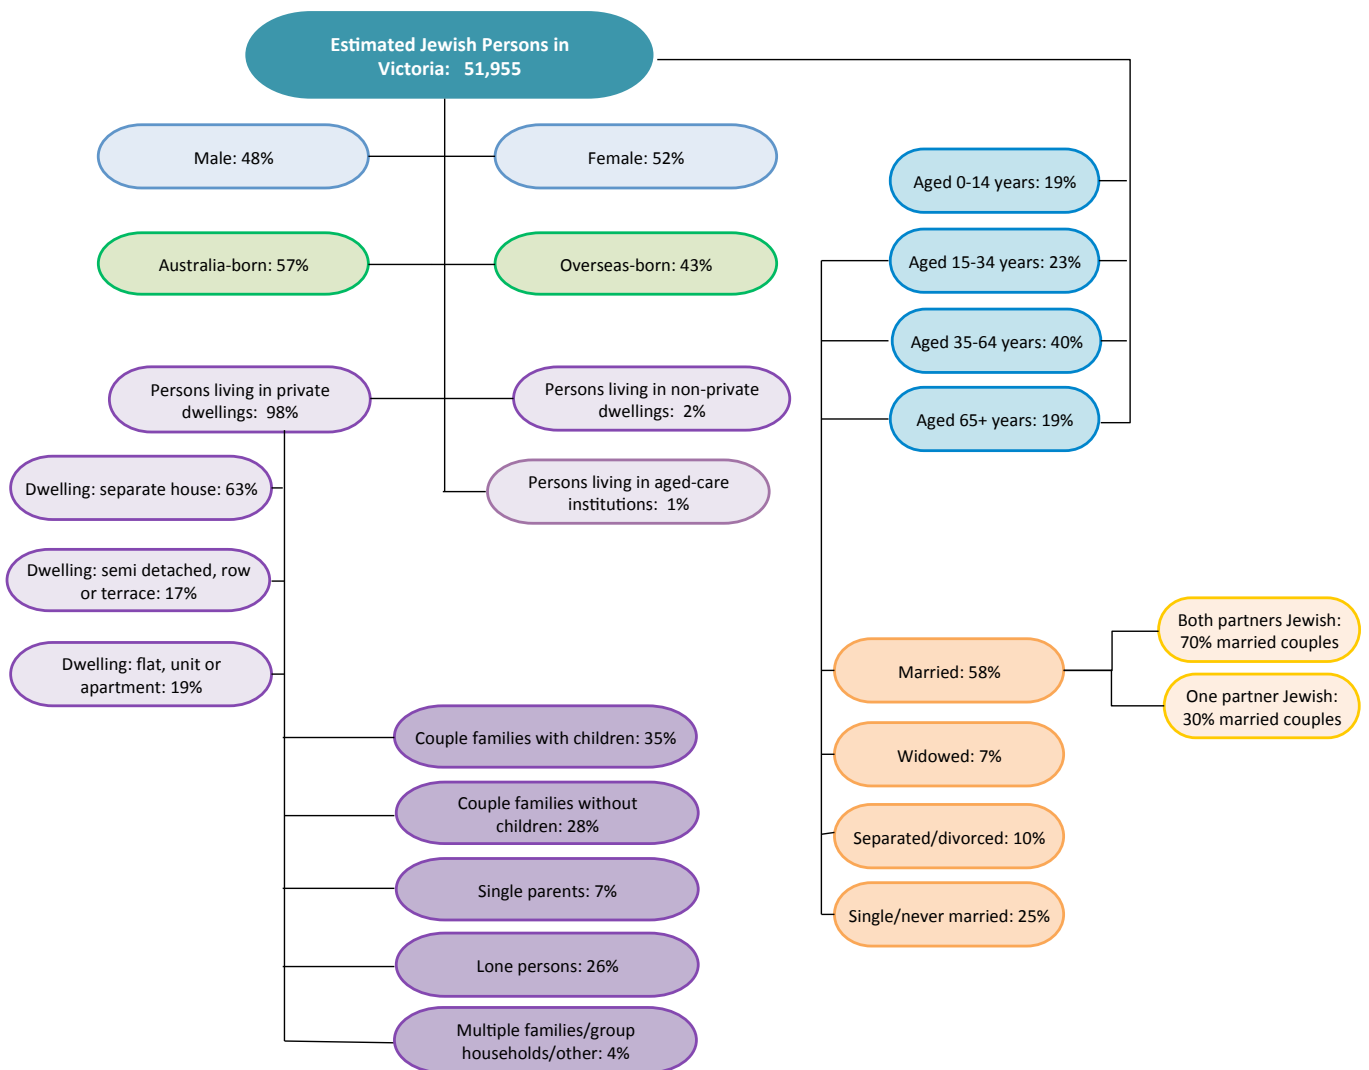 Estimated Jewish Persons in
Victoria:   51,955
Male: 48%
Female: 52%
Australia-born: 57%
Overseas-born: 43%
Persons living in private
dwellings:  98%
Persons living in non-private
dwellings:  2%
Dwelling: separate house: 63%
Persons living in aged-care
institutions:  1%
Dwelling: semi detached, row
or terrace: 17%
Dwelling: flat, unit or
apartment: 19%
Couple families with children: 35%
Couple families without
children: 28%
Single parents: 7%
Lone persons: 26%
Multiple families/group
households/other: 4%
Aged 0-14 years: 19%
Aged 15-34 years: 23%
Aged 35-64 years: 40%
Aged 65+ years: 19%
Married: 58%
Both partners Jewish:
70% married couples
One partner Jewish:
30% married couples
Widowed: 7%
Separated/divorced: 10%
Single/never married: 25%